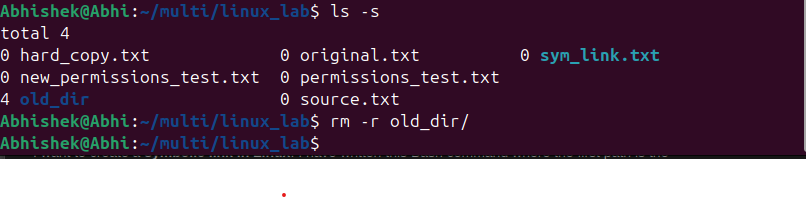 Abhishek@Abhi:~/multi/linux_lab$ ls -s
total 4
0 hard_copy.txt 0 original.txt 0 sym_link.txt
0 new_permissions_test.txt 0 permissions_test.txt
4 old_dir 0 source.txt
Abhishek@Abhi:~/multi/linux_lab$ rm -r old_dir/
Abhishek@Abhi:~/multi/linux_lab$